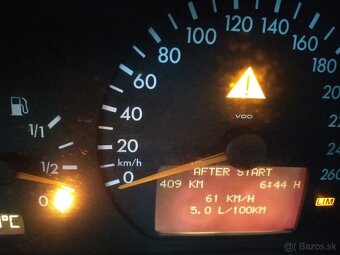 120
140
160
180
200
220
240
260
100
80
60
40
20
0
km/h
VDO
1/1
1/2
0
°C
AFTER START
409 KM 6:44 H
61 KM/H
5.0 L/100KM
LIM
bazos.sk